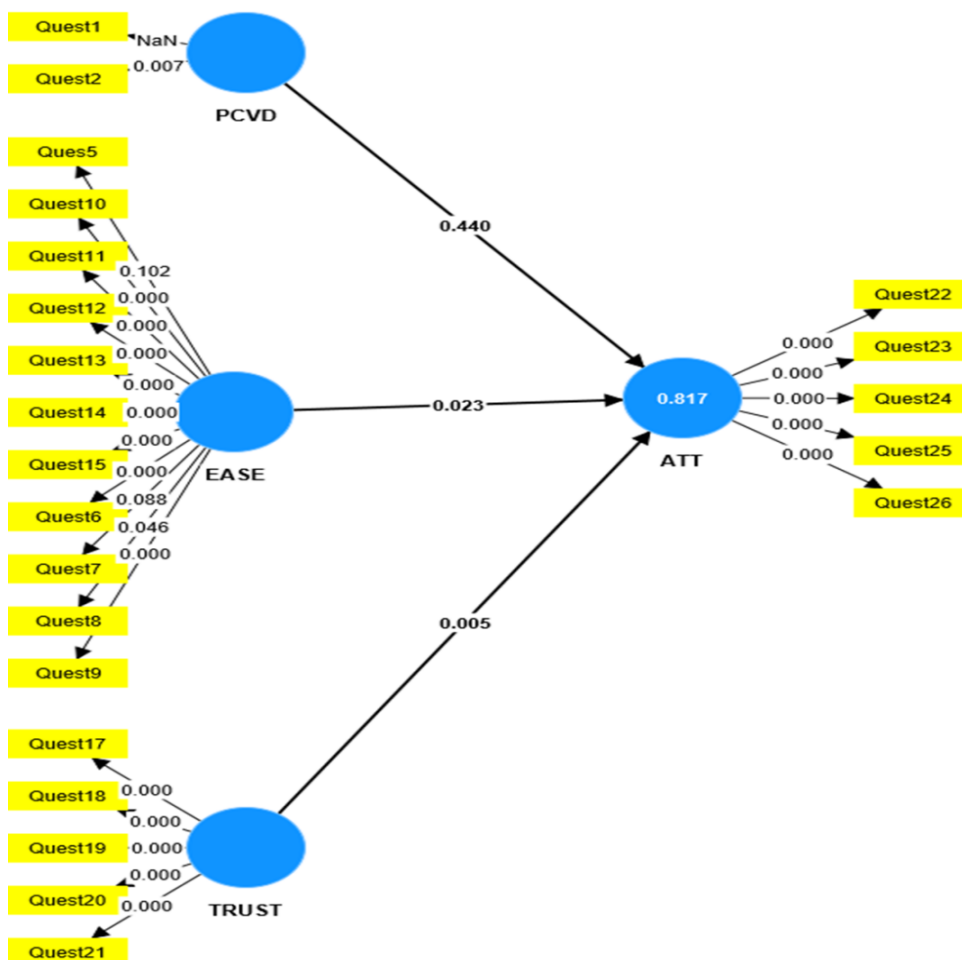 Quest1
NaN
0.007
Quest2
PCVD
Ques5
Quest10
Quest11
Quest12
Quest13
Quest14
Quest15
Quest6
Quest7
Quest8
Quest9
0.102
0.000
0.000
0.000
0.000
0.000
0.000
0.000
0.088
0.046
0.000
EASE
Quest17
Quest18
Quest19
Quest20
Quest21
0.000
0.000
0.000
0.000
0.000
TRUST
0.440
0.023
0.005
0.817
ATT
0.000
0.000
0.000
0.000
0.000
Quest22
Quest23
Quest24
Quest25
Quest26